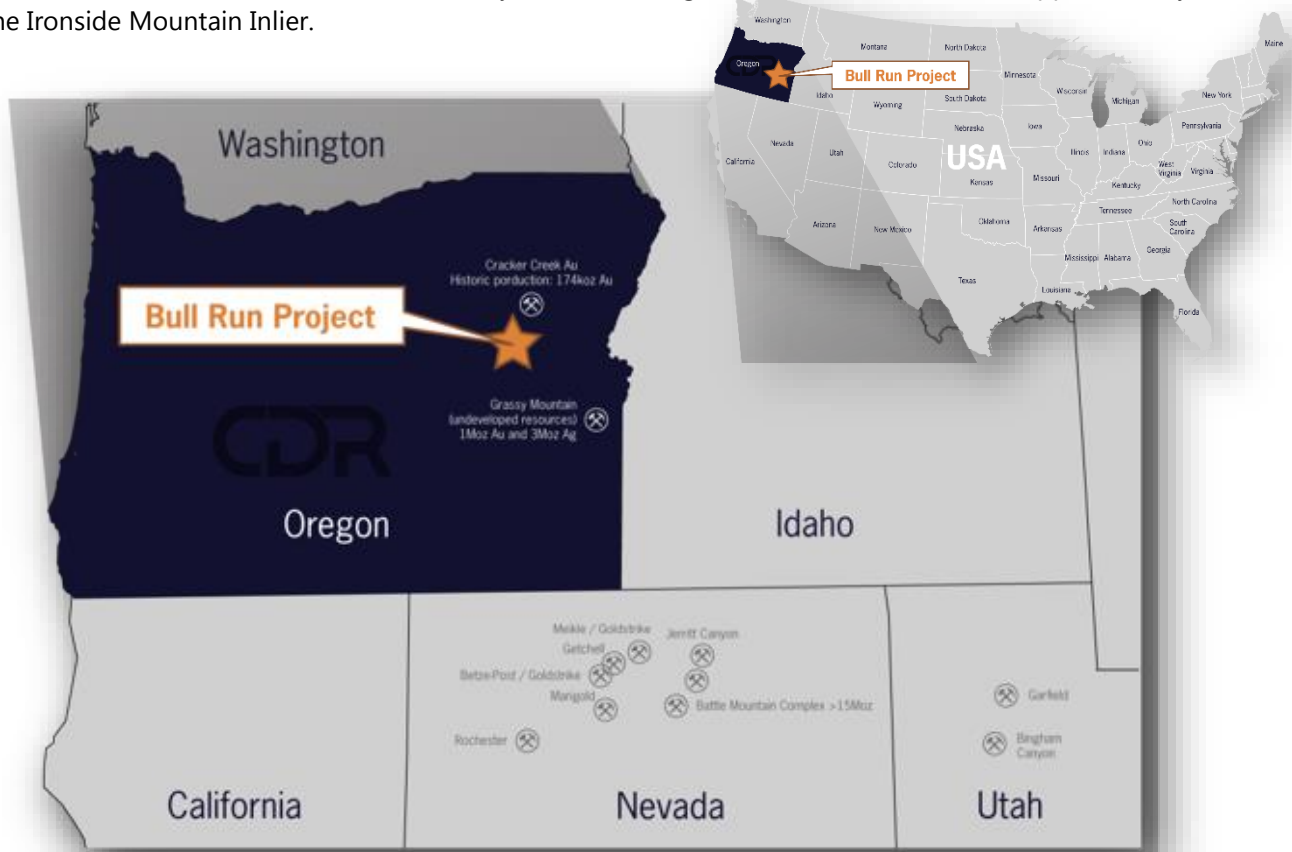 he Ironside Mountain Inlier.
Washington
Montana
North Dakota
Minnesota
Maine
Oregon
Bull Run Project
Idaho
Wyoming
South Dakota
Wisconsin
Michigan
New York
Nevada
Utah
Colorado
Nebraska
Iowa
Illinois
Indiana
Ohio
Pennsylvania
California
USA
Kansas
Missouri
West
Virginia
Virginia
Kentucky
Arizona
New Mexico
Oklahoma
Arkansas
Tennessee
North Carolina
South
Carolina
Texas
Louisiana
Mississippi
Alabama
Georgia
Florida
Washington
Cracker Creek Au
Historic porduction: 174koz Au
Bull Run Project
Grassy Mountain
(undeveloped resources)
1Moz Au and 3Moz Ag
CDR
Oregon
Idaho
Meikle / Goldstrike
Jerritt Canyon
Getchell
Betze-Post / Goldstrike
Marigold
Battle Mountain Complex >15Moz
Rochester
Garfield
Bingham
Canyon
California
Nevada
Utah